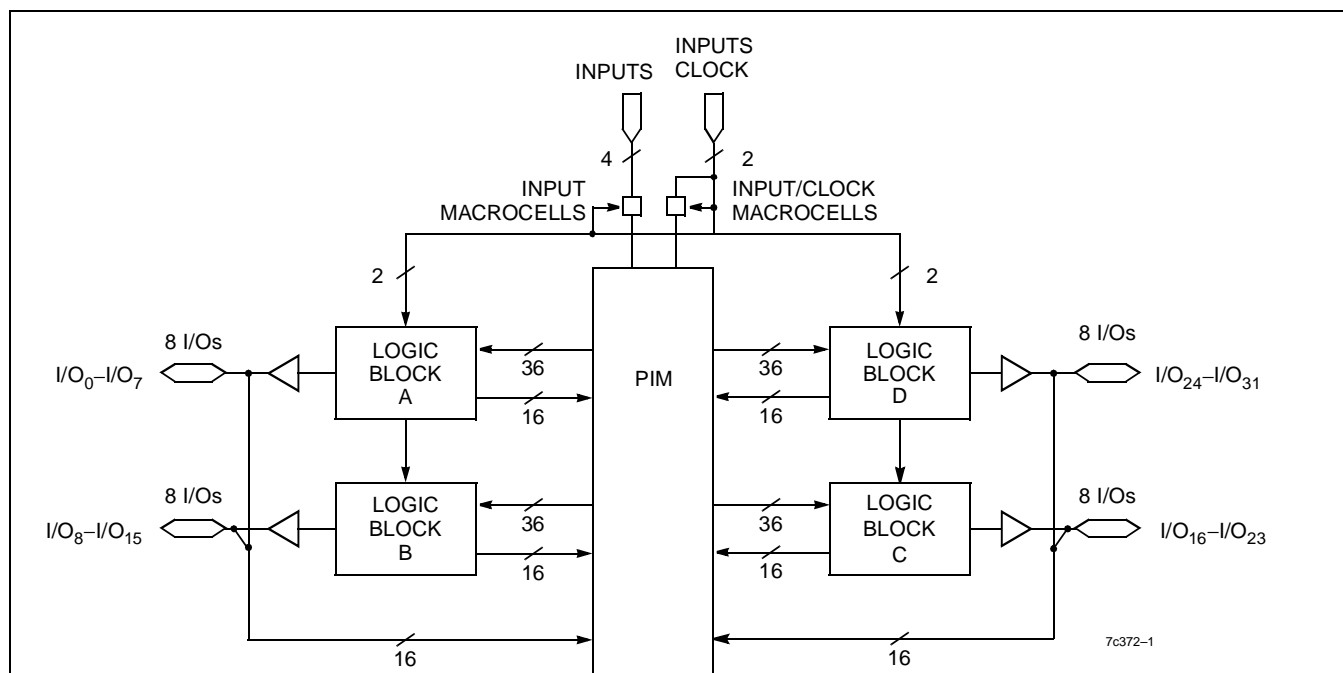 INPUTS
INPUTS
CLOCK
4
2
INPUT
MACROCELLS
INPUT/CLOCK
MACROCELLS
2
2
8 I/Os
I/O0–I/O7
LOGIC
BLOCK
A
36
16
PIM
36
16
LOGIC
BLOCK
D
8 I/Os
I/O24–I/O31
8 I/Os
I/O8–I/O15
LOGIC
BLOCK
B
36
16
36
16
LOGIC
BLOCK
C
8 I/Os
I/O16–I/O23
16
16
7c372–1